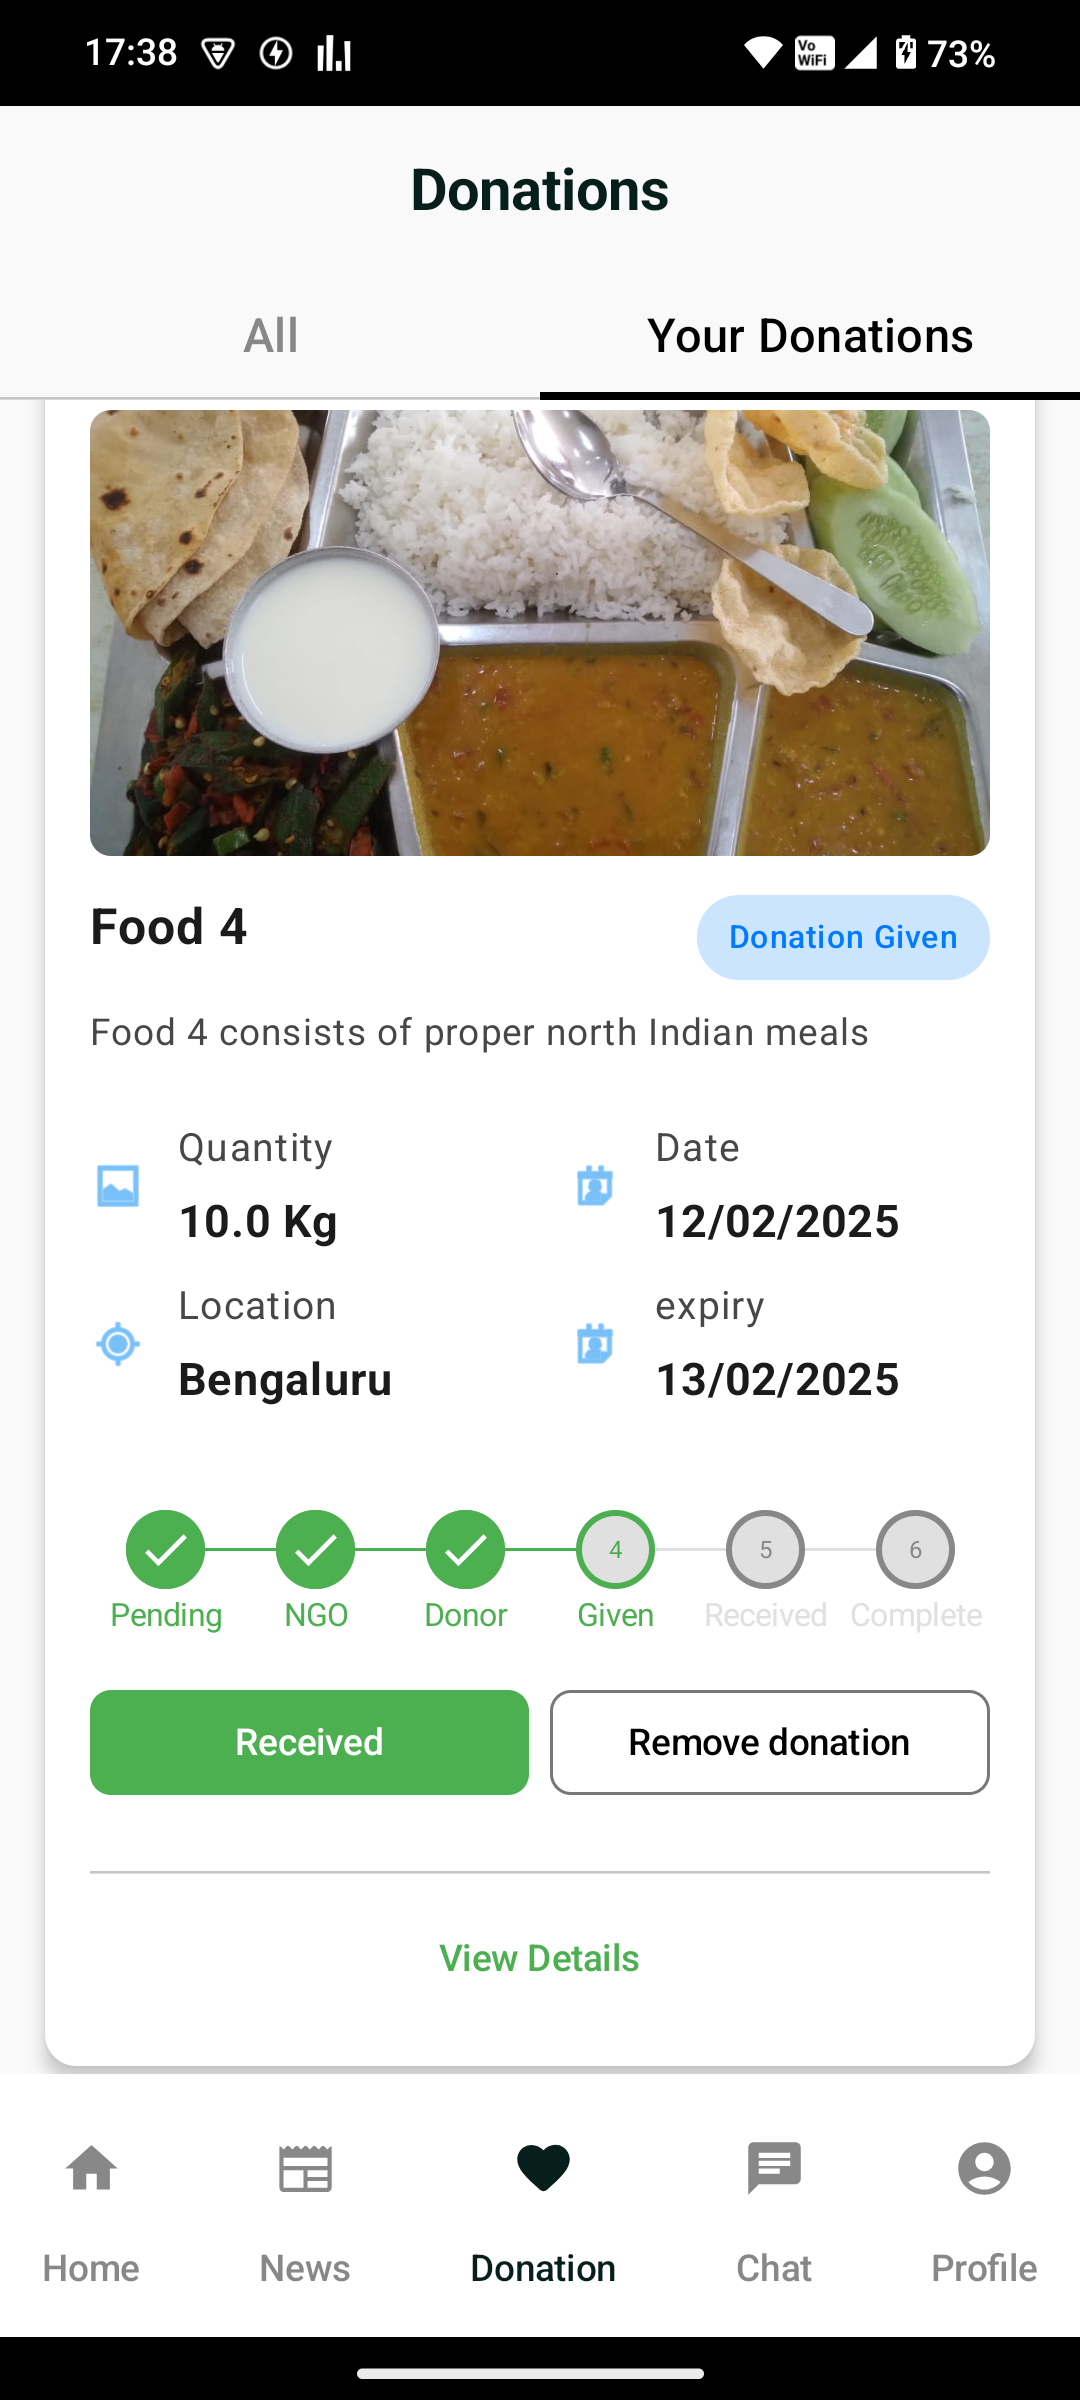 17:38 Vo WiFi 73%
Donations
All Your Donations
Food 4 Donation Given
Food 4 consists of proper north Indian meals
Quantity Date
10.0 Kg 12/02/2025
Location expiry
Bengaluru 13/02/2025
4 5 6
Pending NGO Donor Given Received Complete
Received Remove donation
View Details
Home News Donation Chat Profile